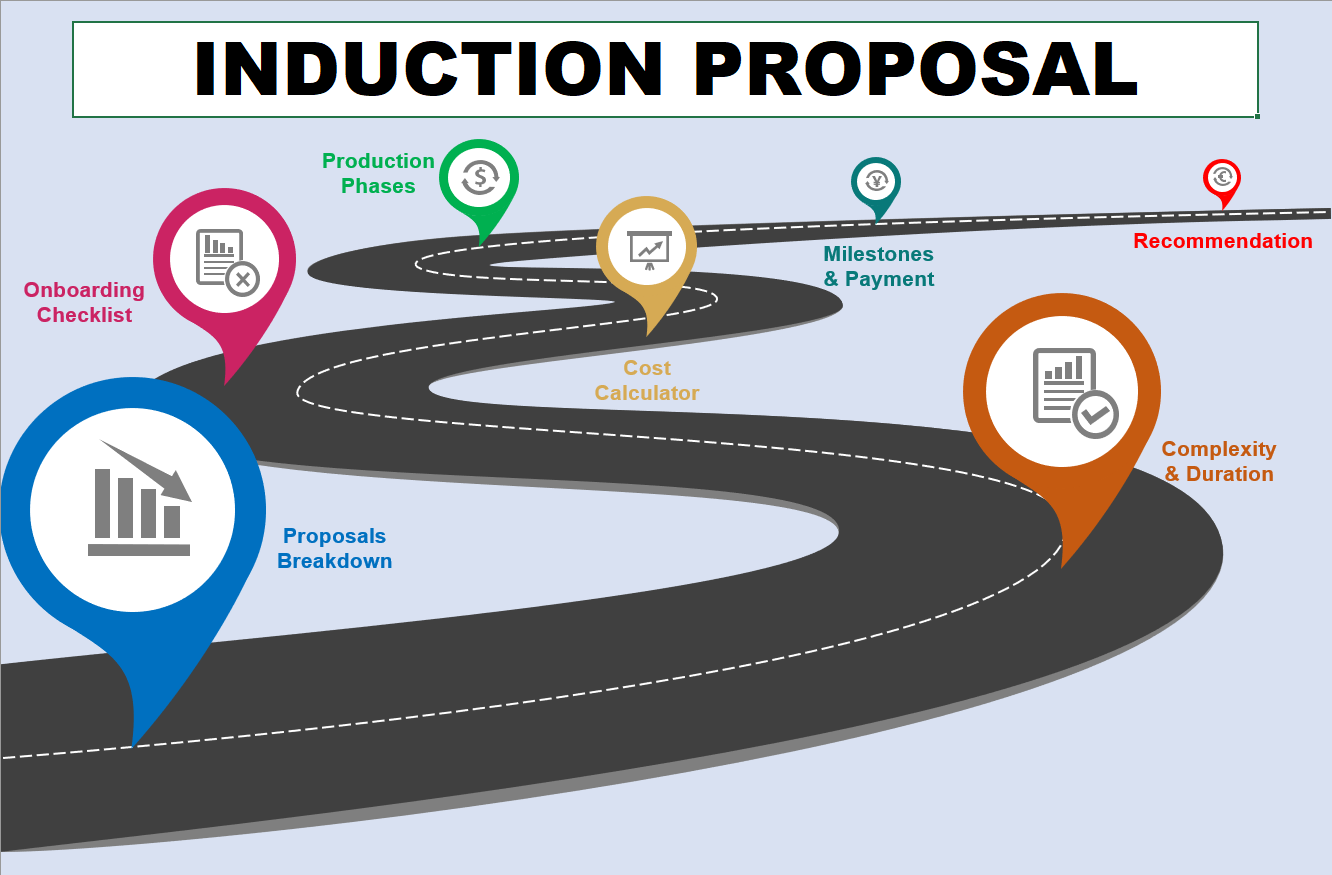 INDUCTION PROPOSAL
Production
Phases
$
¥
€
Milestones
& Payment
Recommendation
Onboarding
Checklist
Cost
Calculator
Complexity
& Duration
Proposals
Breakdown